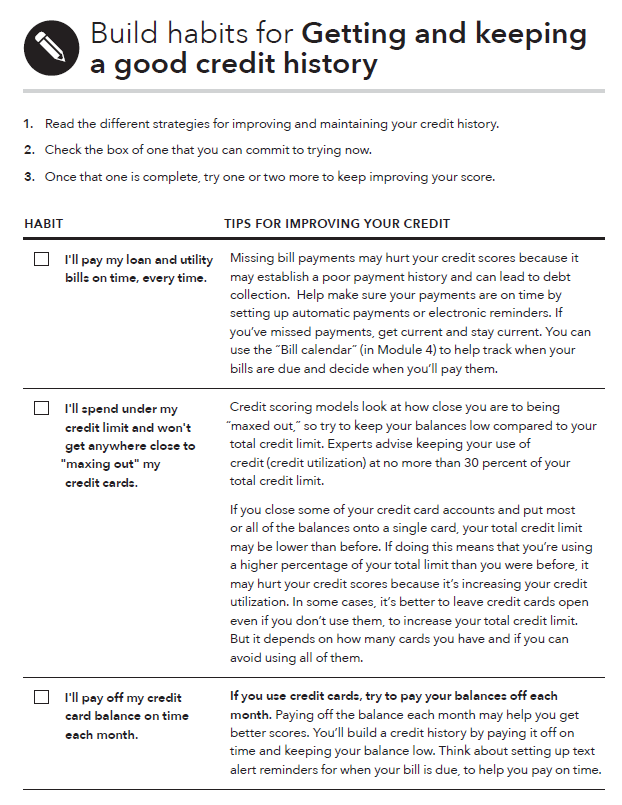 Build habits for Getting and keeping
a good credit history
1. Read the different strategies for improving and maintaining your credit history.
2. Check the box of one that you can commit to trying now.
3. Once that one is complete, try one or two more to keep improving your score.
HABIT TIPS FOR IMPROVING YOUR CREDIT
I'll pay my loan and utility
bills on time, every time.
Missing bill payments may hurt your credit scores because it
may establish a poor payment history and can lead to debt
collection. Help make sure your payments are on time by
setting up automatic payments or electronic reminders. If
you've missed payments, get current and stay current. You can
use the "Bill calendar" (in Module 4) to help track when your
bills are due and decide when you'll pay them.
I'll spend under my
credit limit and won't
get anywhere close to
"maxing out" my
credit cards.
Credit scoring models look at how close you are to being
"maxed out," so try to keep your balances low compared to your
total credit limit. Experts advise keeping your use of
credit (credit utilization) at no more than 30 percent of your
total credit limit.
If you close some of your credit card accounts and put most
or all of the balances onto a single card, your total credit limit
may be lower than before. If doing this means that you're using
a higher percentage of your total limit than you were before, it
may hurt your credit scores because it's increasing your credit
utilization. In some cases, it's better to leave credit cards open
even if you don't use them, to increase your total credit limit.
But it depends on how many cards you have and if you can
avoid using all of them.
I'll pay off my credit
card balance on time
each month.
If you use credit cards, try to pay your balances off each
month. Paying off the balance each month may help you get
better scores. You'll build a credit history by paying it off on
time and keeping your balance low. Think about setting up text
alert reminders for when your bill is due, to help you pay on time.